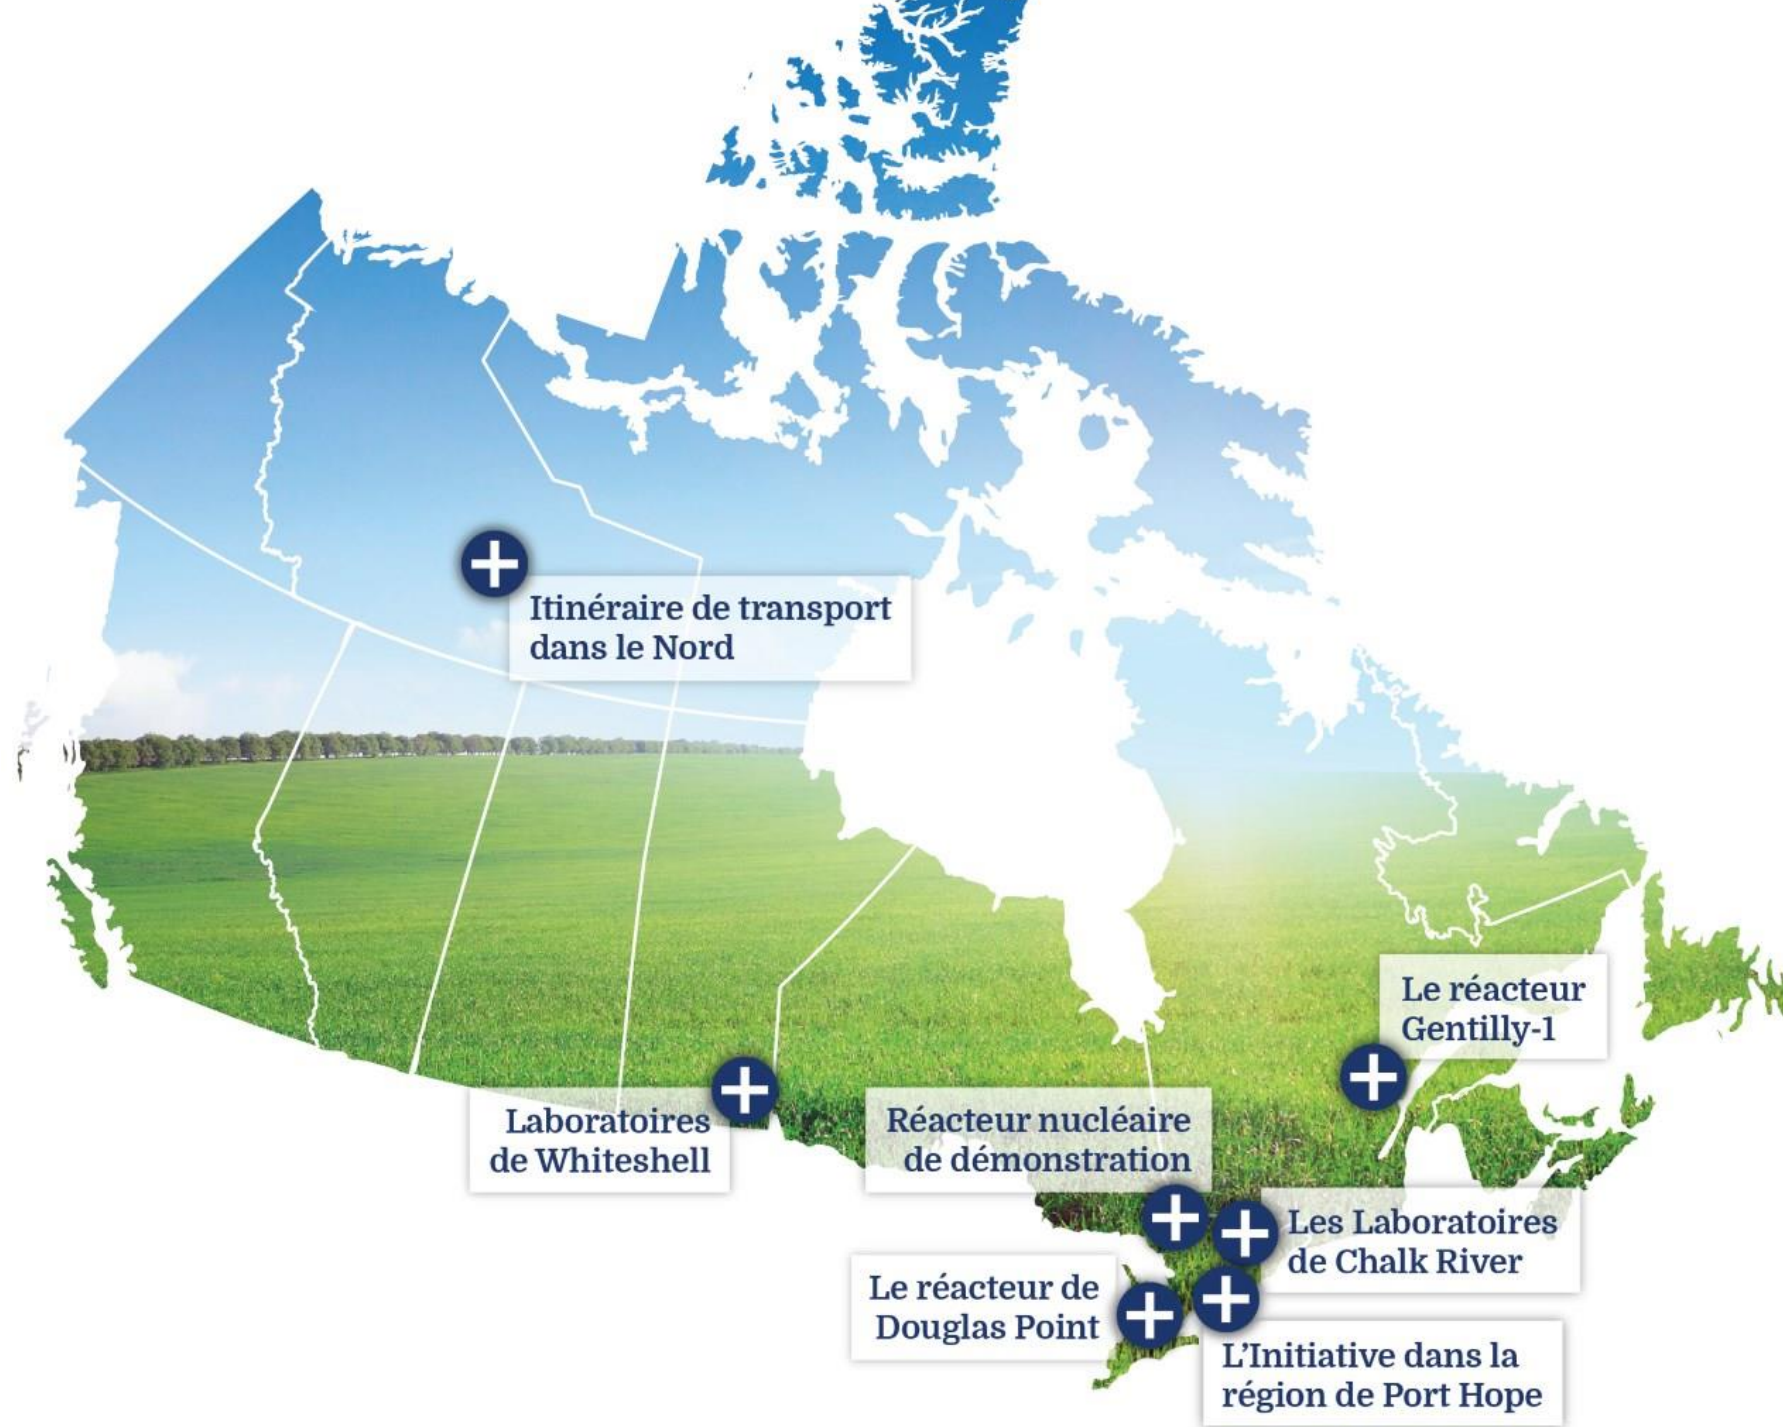 Itinéraire de transport
dans le Nord
Le réacteur
Gentilly-1
Laboratoires
de Whiteshell
Réacteur nucléaire
de démonstration
Les Laboratoires
de Chalk River
Le réacteur de
Douglas Point
L'Initiative dans la
région de Port Hope